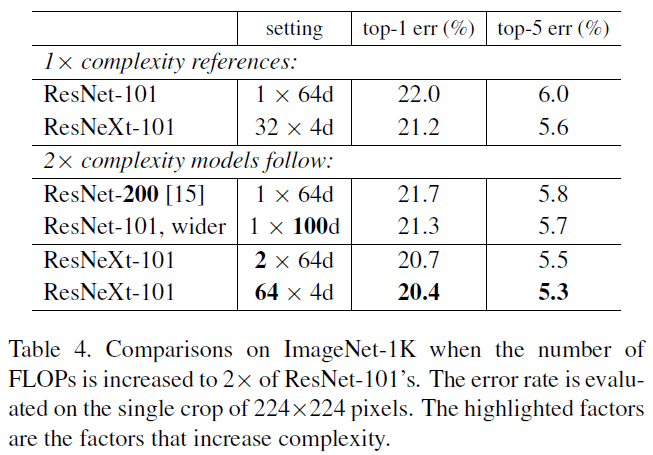 setting top-1 err (%) top-5 err (%)
1× complexity references:
ResNet-101 1 × 64d 22.0 6.0
ResNeXt-101 32 × 4d 21.2 5.6
2× complexity models follow:
ResNet-200 [15] 1 × 64d 21.7 5.8
ResNet-101, wider 1 × 100d 21.3 5.7
ResNeXt-101 2 × 64d 20.7 5.5
ResNeXt-101 64 × 4d 20.4 5.3
Table 4. Comparisons on ImageNet-1K when the number of
FLOPs is increased to 2× of ResNet-101's. The error rate is evalu-
ated on the single crop of 224×224 pixels. The highlighted factors
are the factors that increase complexity.